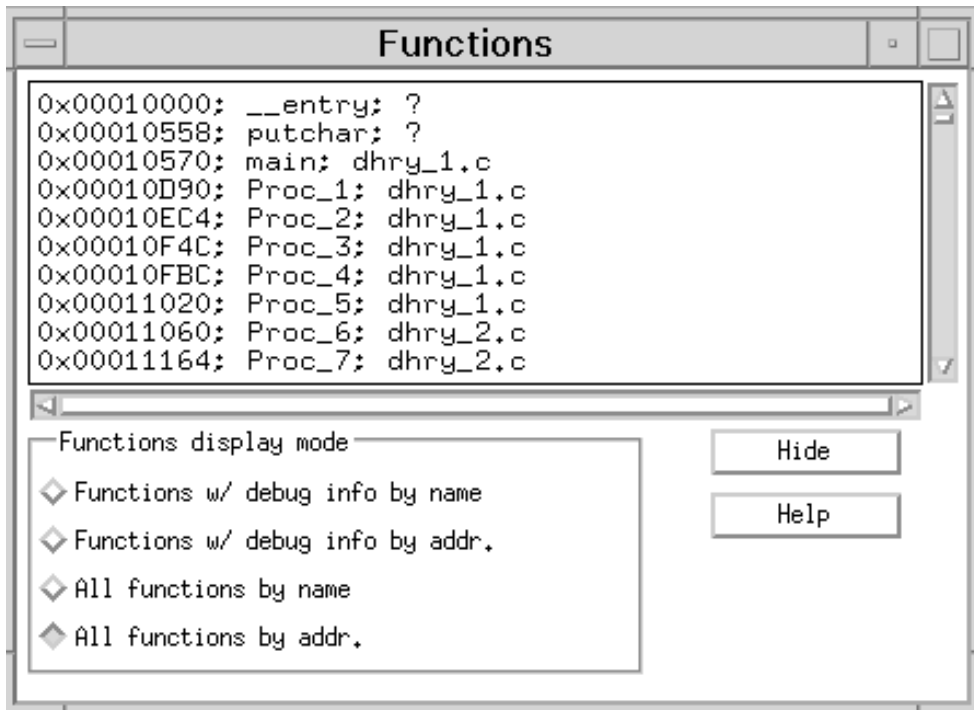 Functions
0x00010000; __entry; ?
0x00010558; putchar; ?
0x00010570; main; dhry_1.c
0x00010D90; Proc_1; dhry_1.c
0x00010EC4; Proc_2; dhry_1.c
0x00010F4C; Proc_3; dhry_1.c
0x00010FBC; Proc_4; dhry_1.c
0x00011020; Proc_5; dhry_1.c
0x00011060; Proc_6; dhry_2.c
0x00011164; Proc_7; dhry_2.c
Functions display mode
Functions w/ debug info by name
Functions w/ debug info by addr.
All functions by name
All functions by addr.
Hide
Help